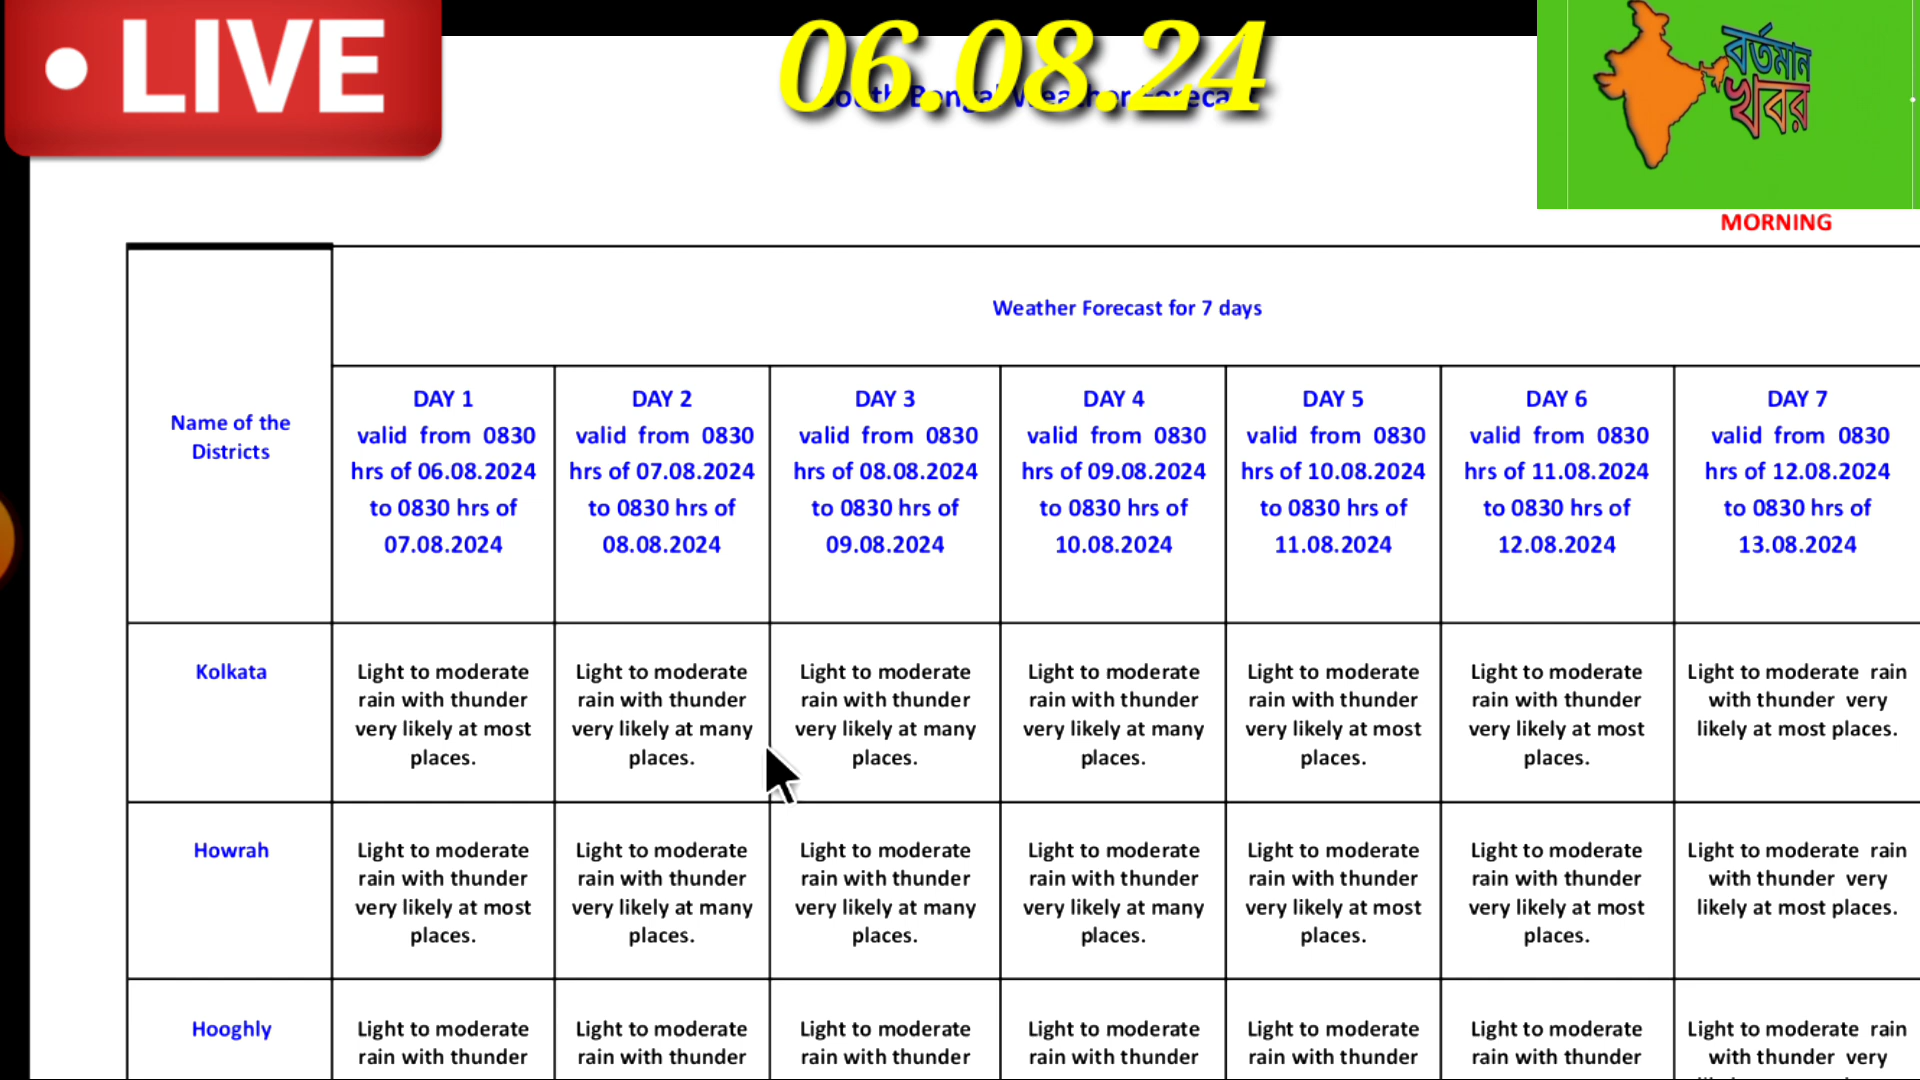 LIVE
06.08.24
South Bengal Weather Forecast
বর্তমান
খবর
MORNING
Weather Forecast for 7 days
Name of the
Districts
DAY 1
valid from 0830
hrs of 06.08.2024
to 0830 hrs of
07.08.2024
DAY 2
valid from 0830
hrs of 07.08.2024
to 0830 hrs of
08.08.2024
DAY 3
valid from 0830
hrs of 08.08.2024
to 0830 hrs of
09.08.2024
DAY 4
valid from 0830
hrs of 09.08.2024
to 0830 hrs of
10.08.2024
DAY 5
valid from 0830
hrs of 10.08.2024
to 0830 hrs of
11.08.2024
DAY 6
valid from 0830
hrs of 11.08.2024
to 0830 hrs of
12.08.2024
DAY 7
valid from 0830
hrs of 12.08.2024
to 0830 hrs of
13.08.2024
Kolkata
Light to moderate
rain with thunder
very likely at most
places.
Light to moderate
rain with thunder
very likely at many
places.
Light to moderate
rain with thunder
very likely at many
places.
Light to moderate
rain with thunder
very likely at many
places.
Light to moderate
rain with thunder
very likely at most
places.
Light to moderate
rain with thunder
very likely at most
places.
Light to moderate rain
with thunder very
likely at most places.
Howrah
Light to moderate
rain with thunder
very likely at most
places.
Light to moderate
rain with thunder
very likely at many
places.
Light to moderate
rain with thunder
very likely at many
places.
Light to moderate
rain with thunder
very likely at many
places.
Light to moderate
rain with thunder
very likely at most
places.
Light to moderate
rain with thunder
very likely at most
places.
Light to moderate rain
with thunder very
likely at most places.
Hooghly
Light to moderate
rain with thunder
Light to moderate
rain with thunder
Light to moderate
rain with thunder
Light to moderate
rain with thunder
Light to moderate
rain with thunder
Light to moderate
rain with thunder
Light to moderate rain
with thunder very